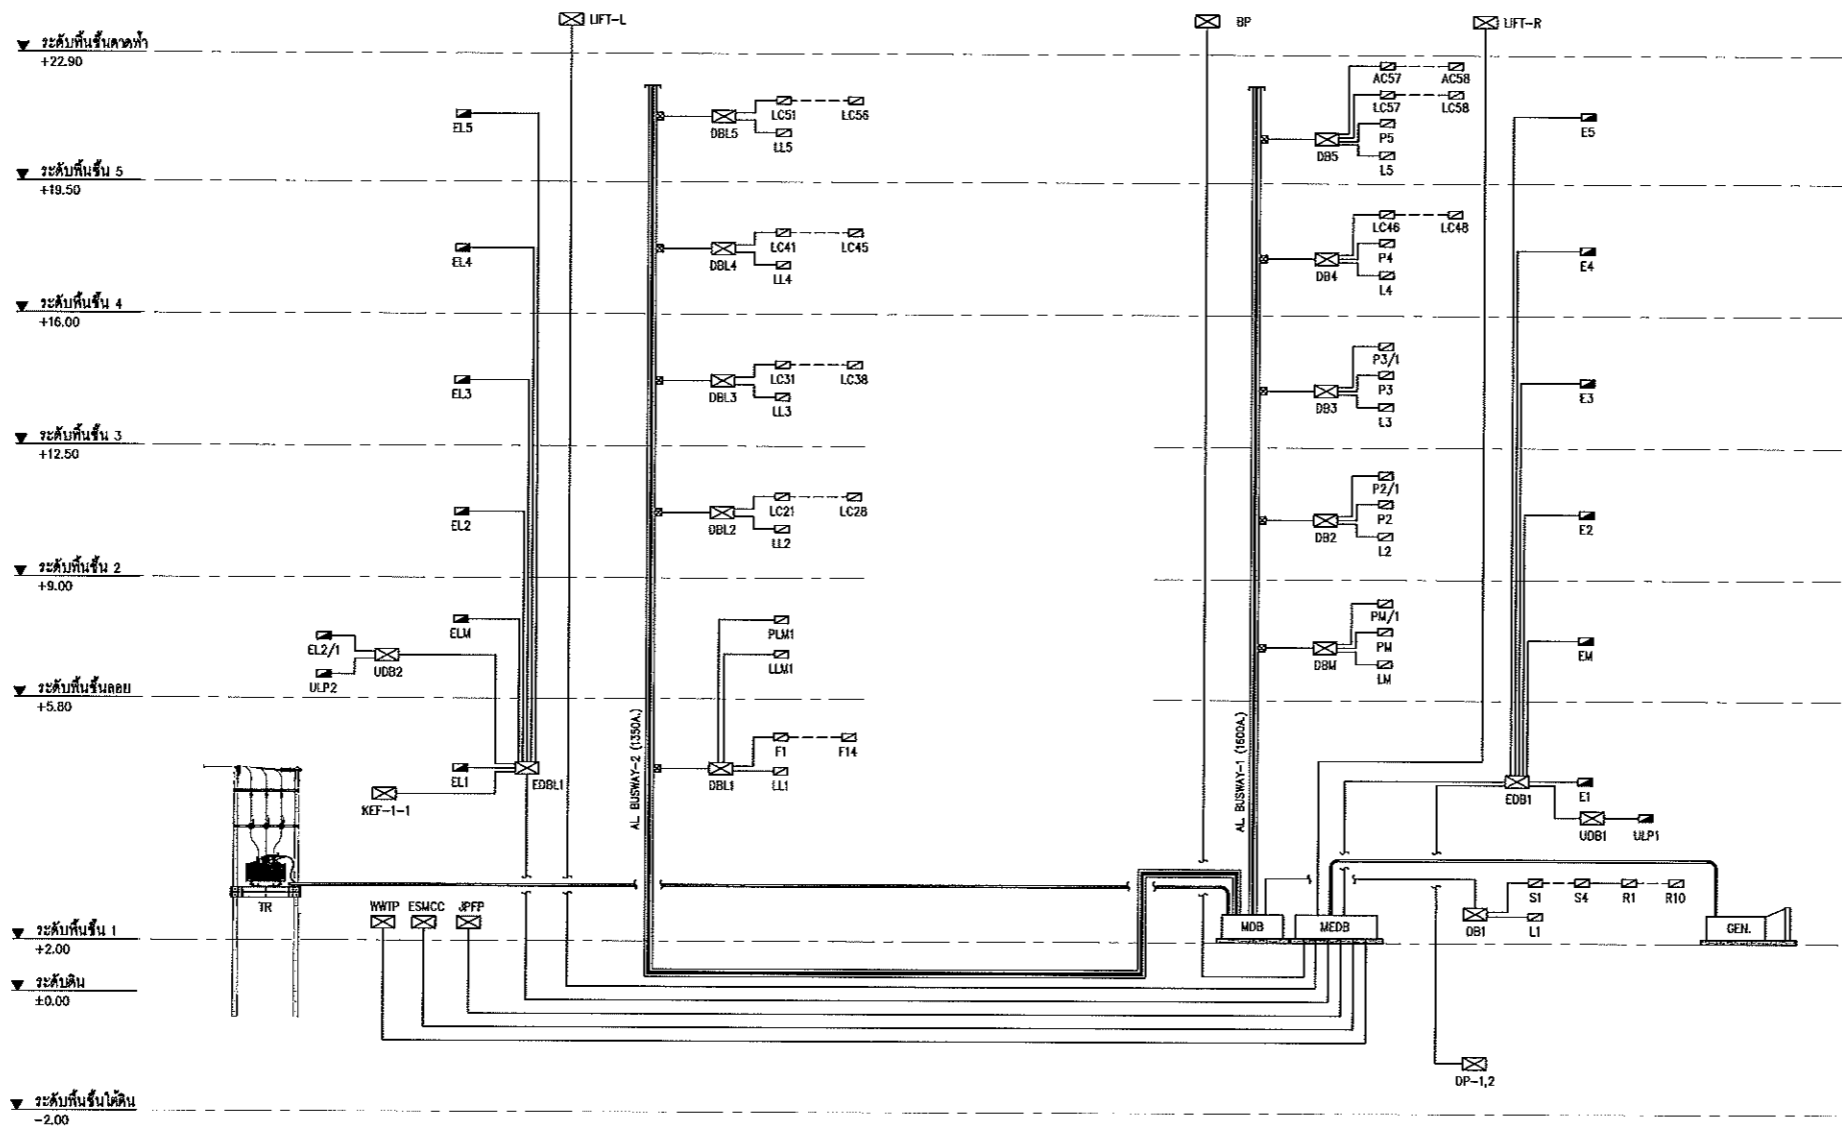 LIFT-L
BP
LIFT-R
ระดับพื้นชั้นดาดฟ้า
+22.90
AC57
AC58
LC57
LC58
P5
DB5
L5
EL5
LC51
LC56
DBL5
LL5
E5
ระดับพื้นชั้น 5
+19.50
LC46
LC48
P4
DB4
L4
EL4
LC41
LC45
DBL4
LL4
E4
ระดับพื้นชั้น 4
+16.00
P3/1
P3
DB3
L3
EL3
LC31
LC38
DBL3
LL3
E3
ระดับพื้นชั้น 3
+12.50
P2/1
P2
DB2
L2
EL2
LC21
LC28
DBL2
LL2
E2
ระดับพื้นชั้น 2
+9.00
PM/1
PM
DBM
LM
ELM
EL2/1
UDB2
ULP2
PLM1
LLM1
EM
ระดับพื้นชั้นลอย
+5.80
AL BUSWAY-2 (1350A.)
AL BUSWAY-1 (1600A.)
F1
F14
DBL1
LL1
EL1
EDBL1
KEF-1-1
EDB1
E1
UDB1
ULP1
TR
WWTP
ESMCC
JPFP
MDB
MEDB
S1
S4
R1
R10
DB1
L1
GEN.
ระดับพื้นชั้น 1
+2.00
ระดับดิน
±0.00
DP-1,2
ระดับพื้นชั้นใต้ดิน
-2.00